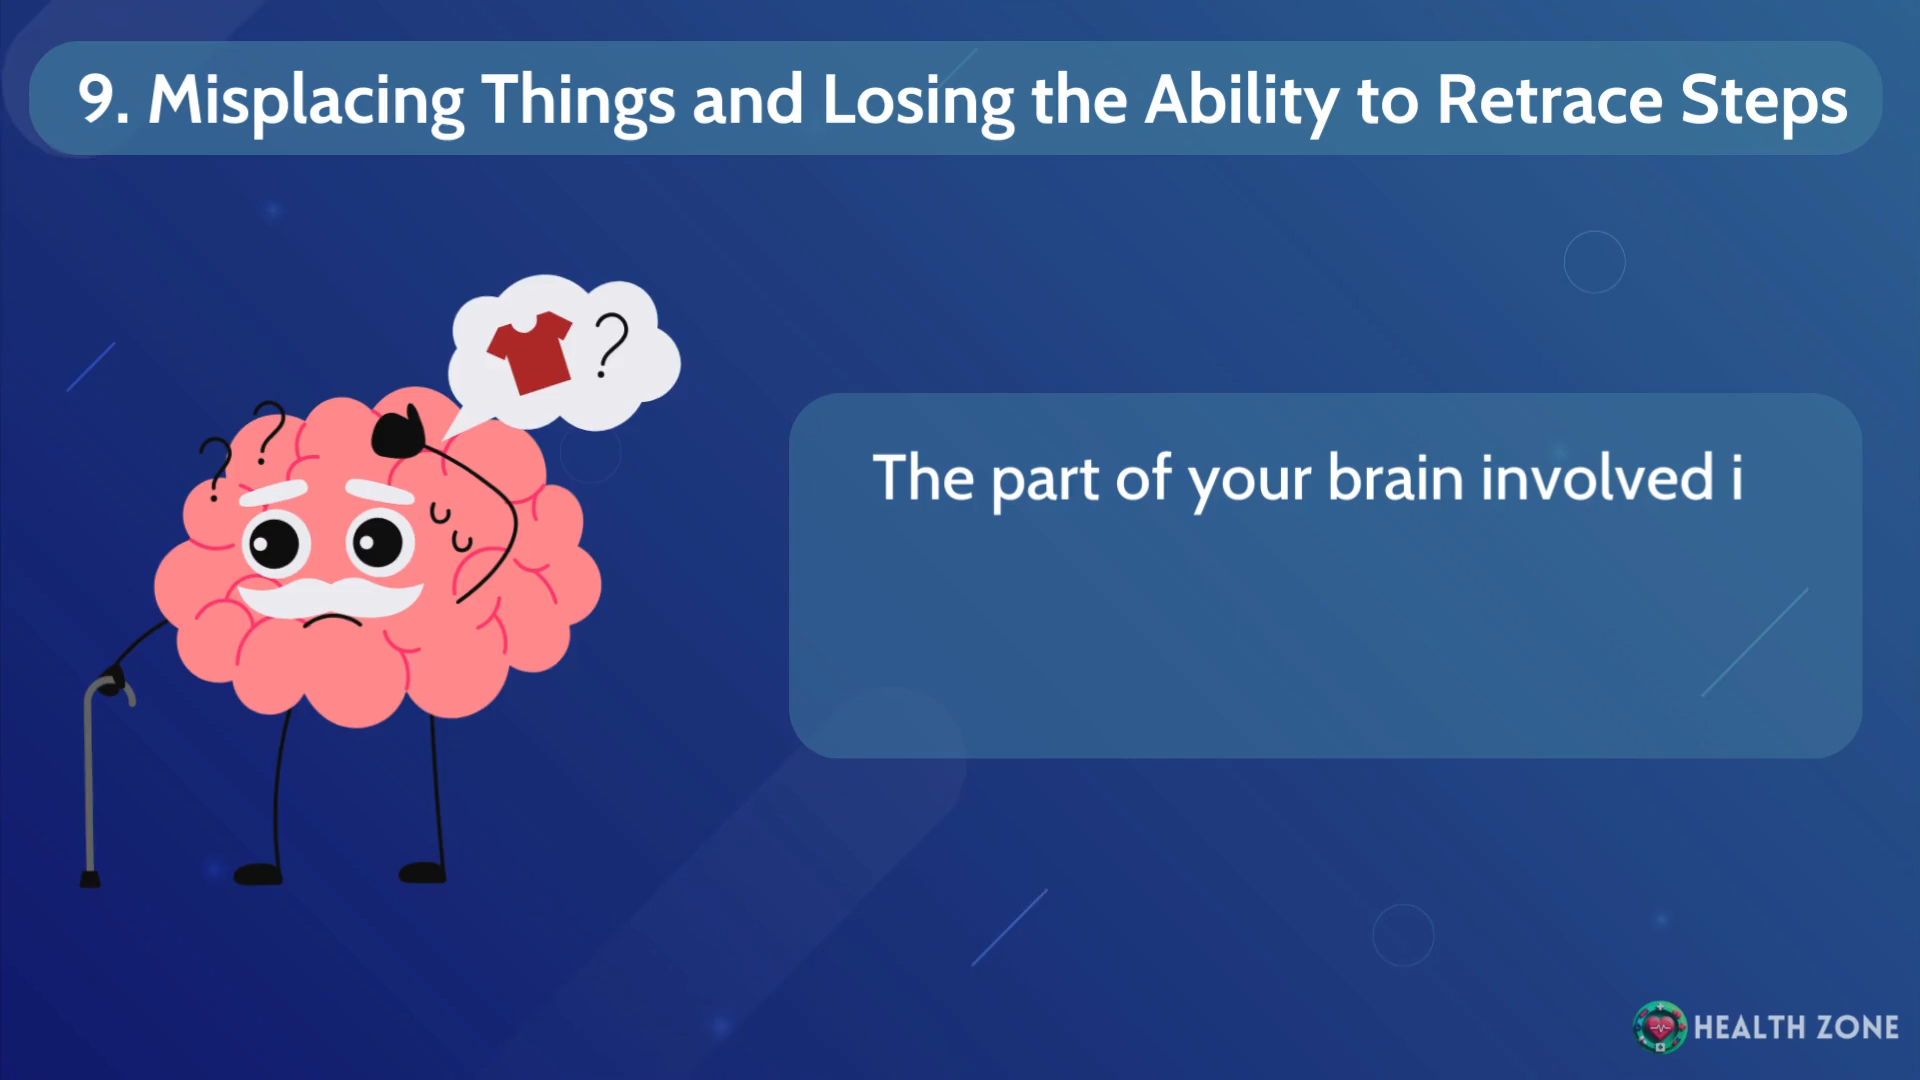 9. Misplacing Things and Losing the Ability to Retrace Steps
?
?
?
The part of your brain involved i
HEALTH ZONE